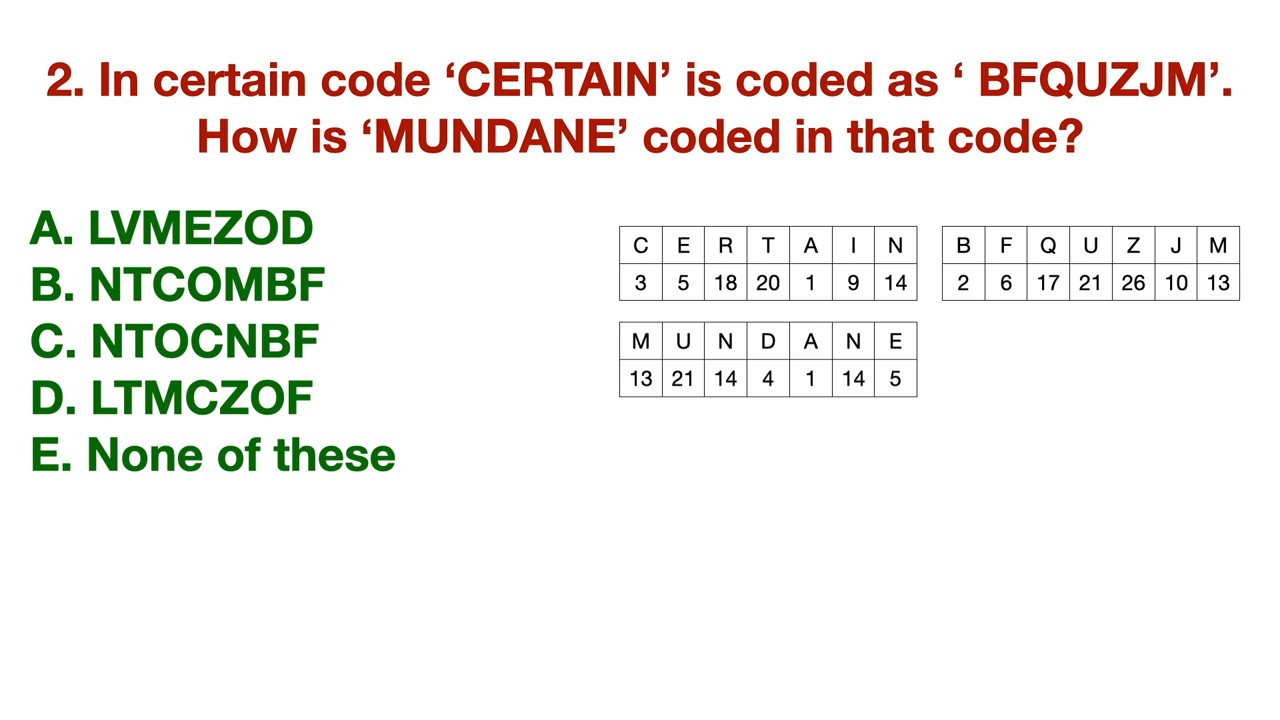 2. In certain code ‘CERTAIN’ is coded as ‘ BFQUZJM’.
How is ‘MUNDANE’ coded in that code?
A. LVMEZOD
B. NTCOMBF
C. NTOCNBF
D. LTMCZOF
E. None of these
C E R T A I N
3 5 18 20 1 9 14
B F Q U Z J M
2 6 17 21 26 10 13
M U N D A N E
13 21 14 4 1 14 5